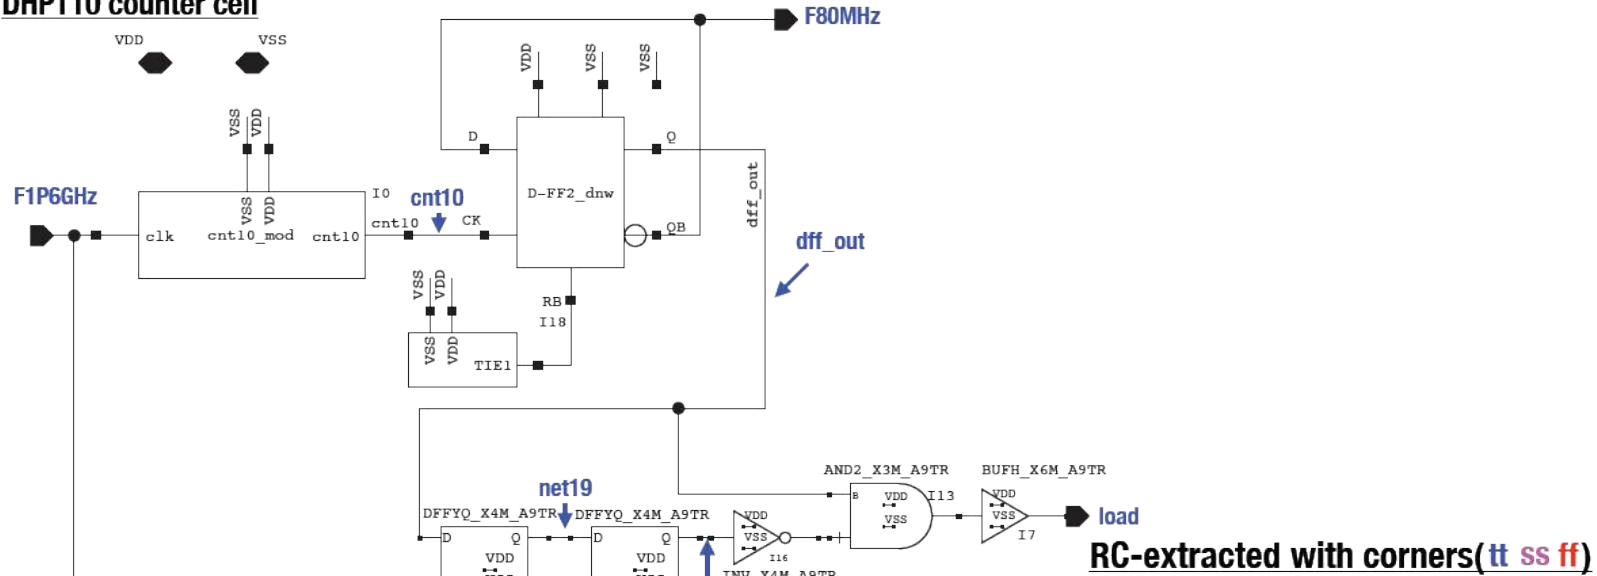 DHPT10 counter cell
F80MHz
VDD VSS
VDD VSS VSS
VSS VDD
D Q
F1P6GHz
I0
cnt10
D-FF2_dnw
dff_out
VSS VDD
cnt10 CK
clk cnt10_mod cnt10
QB
dff_out
VSS VDD
RB
I18
VSS VDD
TIE1
AND2_X3M_A9TR BUFH_X6M_A9TR
net19
B VDD I13 VDD
DFFYQ_X4M_A9TR DFFYQ_X4M_A9TR
VDD VSS VSS load
D Q D Q VSS I7
VDD VDD I16
RC-extracted with corners(tt ss ff)
INV_X4M_A9TR